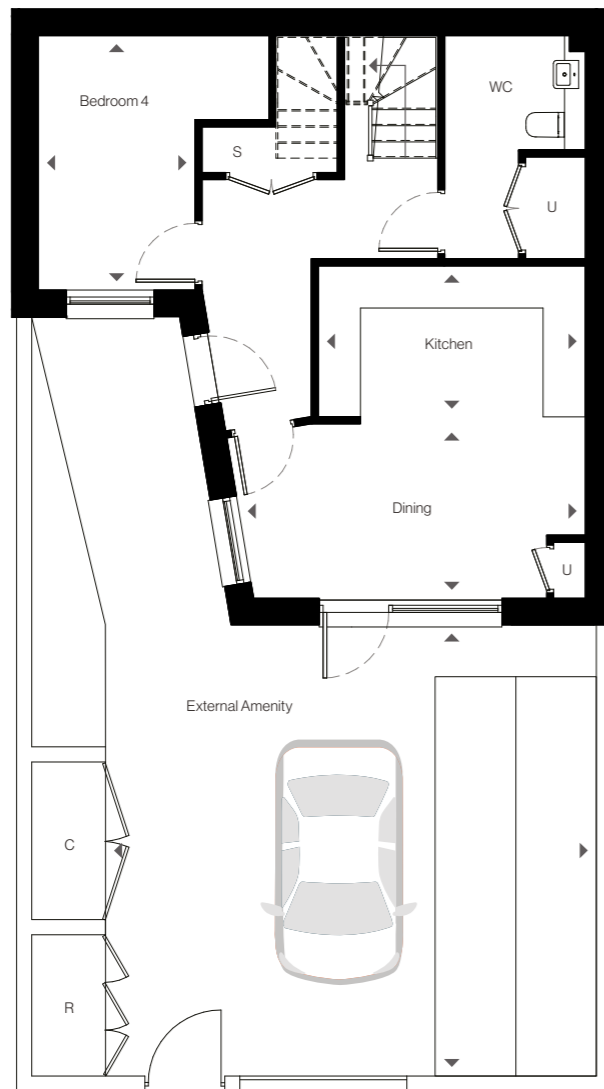 WC
Bedroom 4
S
U
Kitchen
Dining
U
External Amenity
C
R